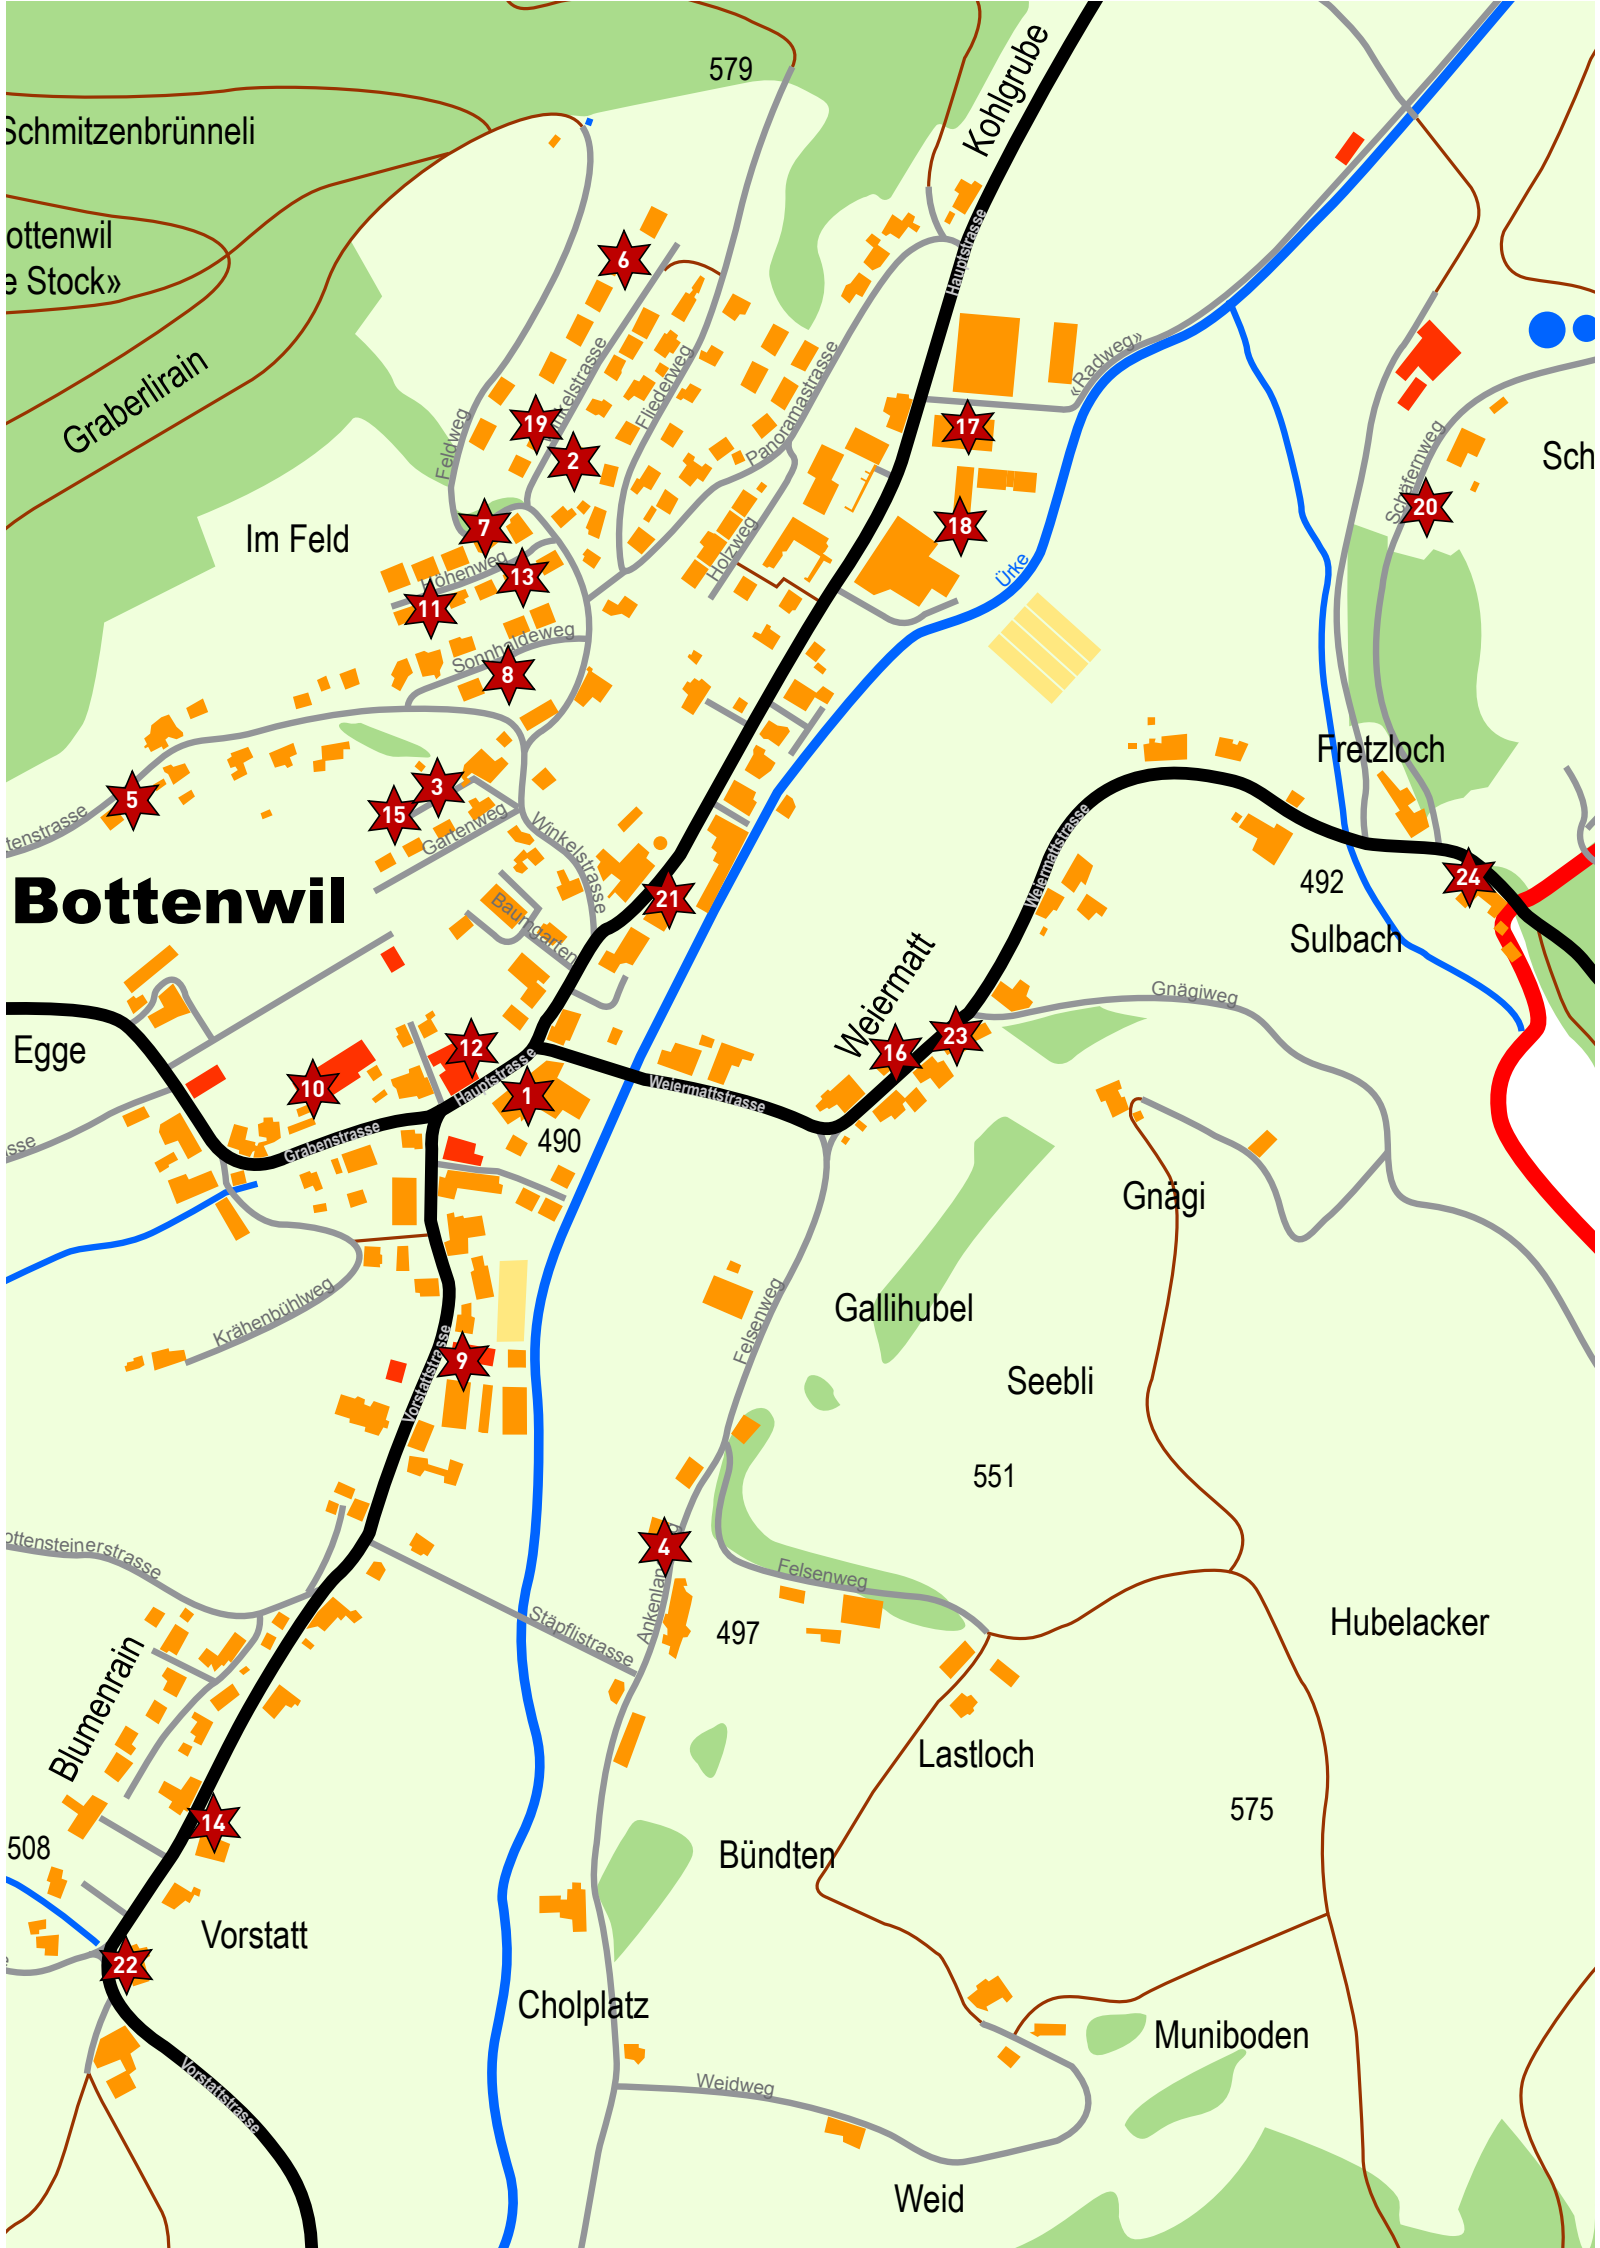 579
Kohlgrube
Schmitzenbrünneli
ottenwil
e Stock»
Graberlirain
6
Hauptstrasse
«Radweg»
Fliederweg
Panoramastrasse
Feldweg
19
2
17
Schäfernweg
Sch
20
Im Feld
7
18
Holzweg
Höhenweg
13
11
Ürke
Sonnhaldeweg
8
Fretzloch
5
3
15
tenstrasse
Gartenweg
Winkelstrasse
Weiermattstrasse
492
24
Bottenwil
21
Baumgarten
Sulbach
Weiermatt
Gnägiweg
Egge
12
23
16
10
Hauptstrasse
1
Weiermattstrasse
490
Grabenstrasse
sse
Gnägi
Krähenbühlweg
Felsenweg
Gallihubel
9
Vorstattstrasse
Seebli
551
ottensteinerstrasse
4
Felsenweg
Stäpflistrasse
497
Hubelacker
Blumenrain
Lastloch
575
14
508
Bündten
Vorstatt
22
Cholplatz
Muniboden
Weidweg
Vorstattstrasse
Weid